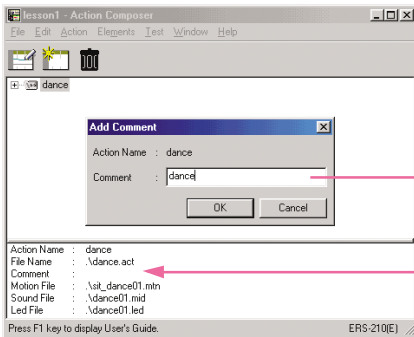 lesson1 - Action Composer
File Edit Action Elements Test Window Help
dance
Add Comment
Action Name : dance
Comment : dance
OK Cancel
Action Name : dance
File Name : .\dance.act
Comment :
Motion File : .\sit_dance01.mtn
Sound File : .\dance01.mid
Led File : .\dance01.led
Press F1 key to display User's Guide. ERS-210(E)